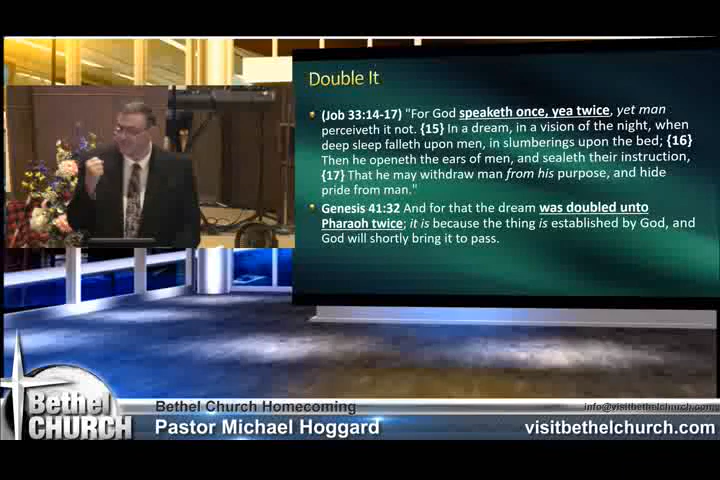 Double It
(Job 33:14-17) "For God speaketh once, yea twice, yet man
perceiveth it not. {15} In a dream, in a vision of the night, when
deep sleep falleth upon men, in slumberings upon the bed; {16}
Then he openeth the ears of men, and sealeth their instruction,
{17} That he may withdraw man from his purpose, and hide
pride from man."
Genesis 41:32 And for that the dream was doubled unto
Pharaoh twice; it is because the thing is established by God, and
God will shortly bring it to pass.
Bethel
CHURCH
Bethel Church Homecoming
info@visitbethelchurch.com
Pastor Michael Hoggard
visitbethelchurch.com